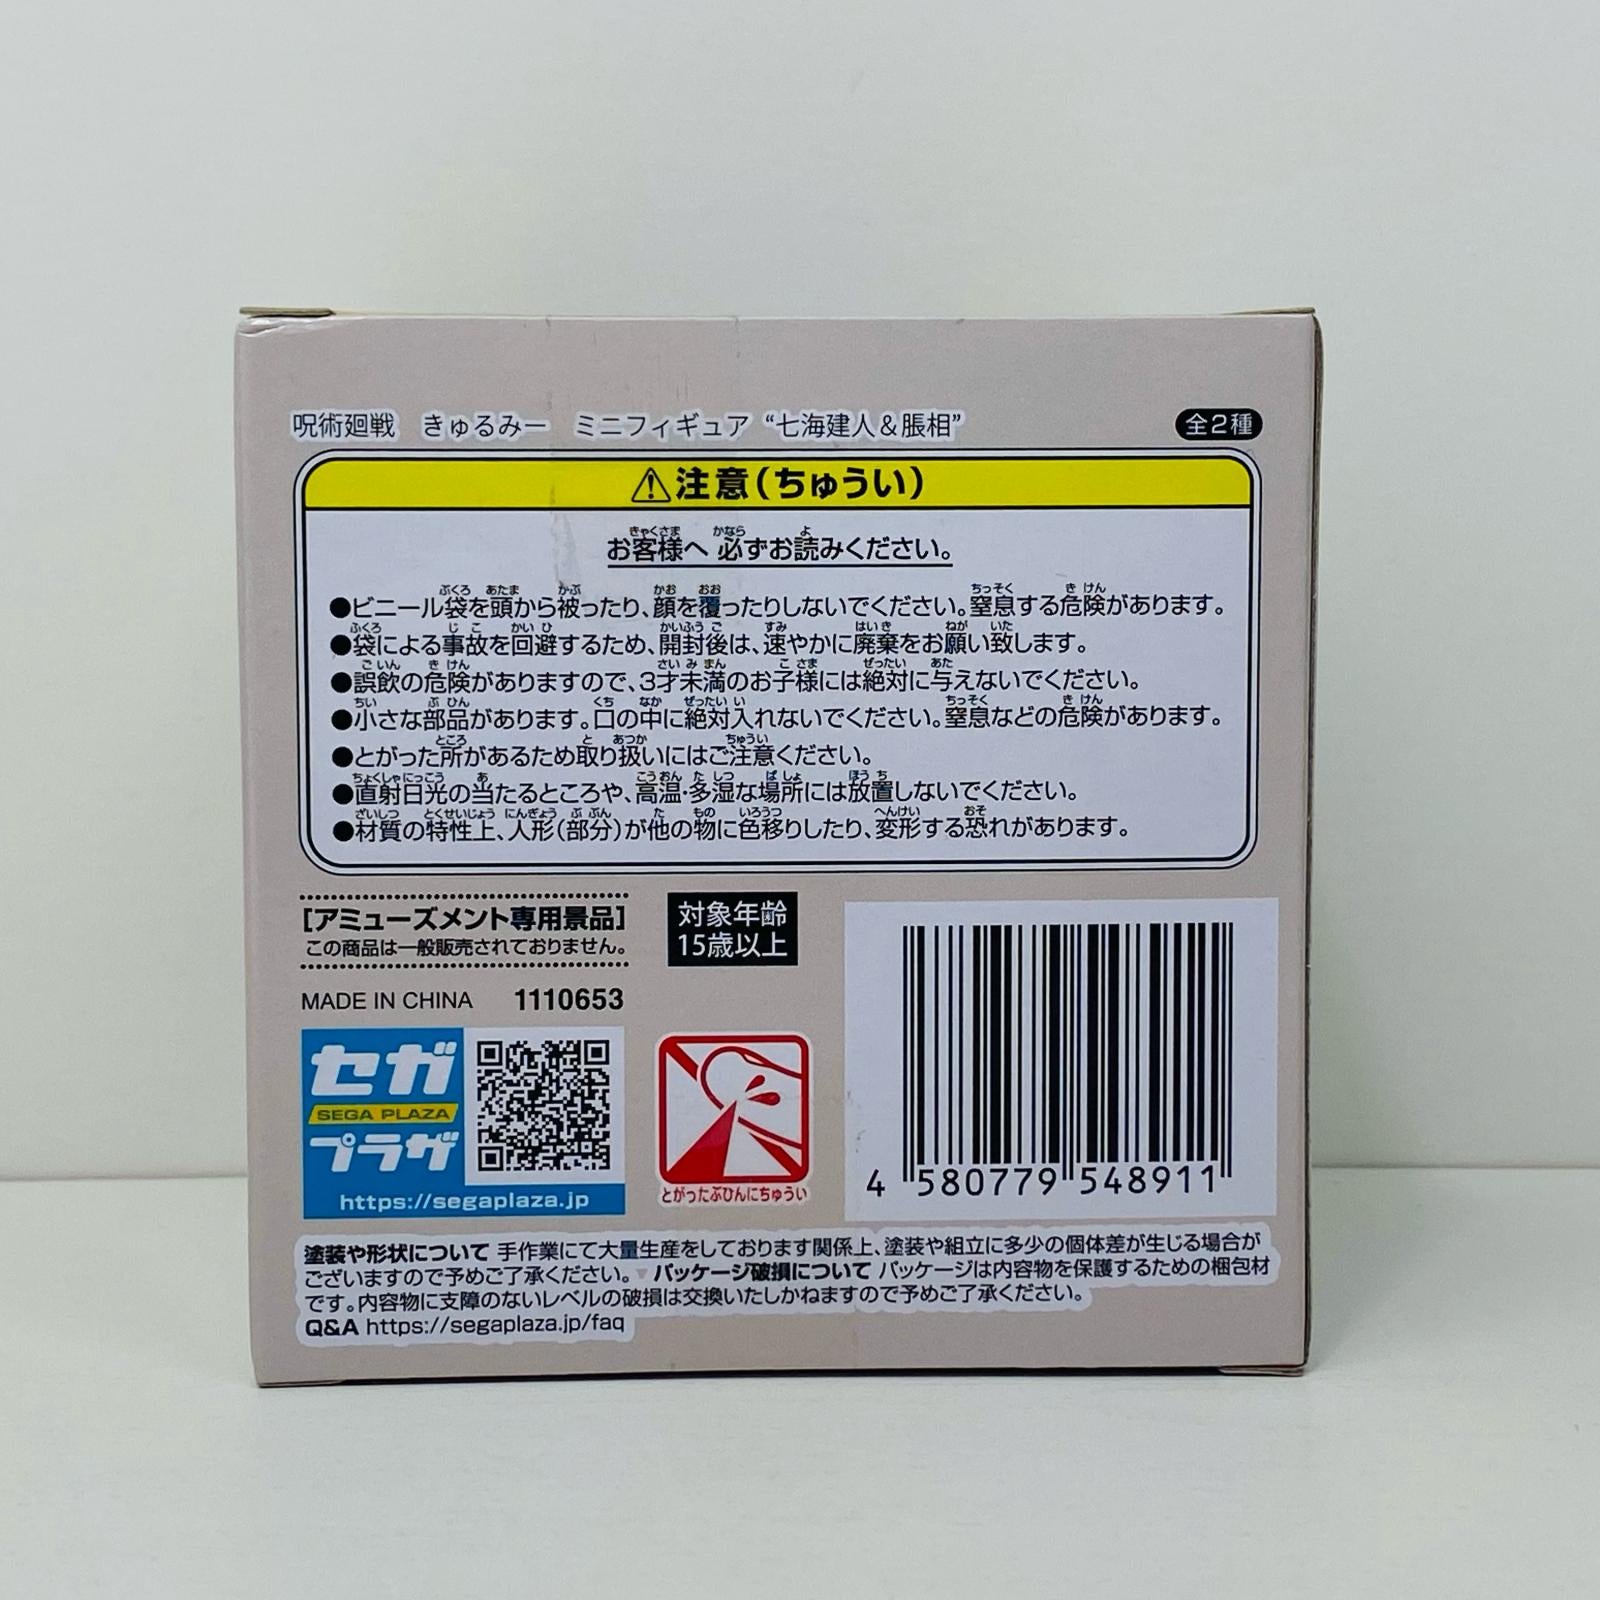 呪術廻戦　きゅるみー　ミニフィギュア “七海建人＆脹相”
全2種
⚠注意（ちゅうい）
お客様へ 必ずお読みください。
●ビニール袋を頭から被ったり、顔を覆ったりしないでください。窒息する危険があります。
●袋による事故を回避するため、開封後は、速やかに廃棄をお願い致します。
●誤飲の危険がありますので、3才未満のお子様には絶対に与えないでください。
●小さな部品があります。口の中に絶対入れないでください。窒息などの危険があります。
●とがった所があるため取り扱いにはご注意ください。
●直射日光の当たるところや、高温・多湿な場所には放置しないでください。
●材質の特性上、人形（部分）が他の物に色移りしたり、変形する恐れがあります。
［アミューズメント専用景品］
この商品は一般販売されておりません。
対象年齢
15歳以上
MADE IN CHINA 1110653
セガ
SEGA PLAZA
プラザ
https://segaplaza.jp
とがったぶひんにちゅうい
4 580779 548911
塗装や形状について 手作業にて大量生産をしております関係上、塗装や組立に多少の個体差が生じる場合が
ございますので予めご了承ください。▼パッケージ破損について パッケージは内容物を保護するための梱包材
です。内容物に支障のないレベルの破損は交換いたしかねますので予めご了承ください。
Q&A https://segaplaza.jp/faq